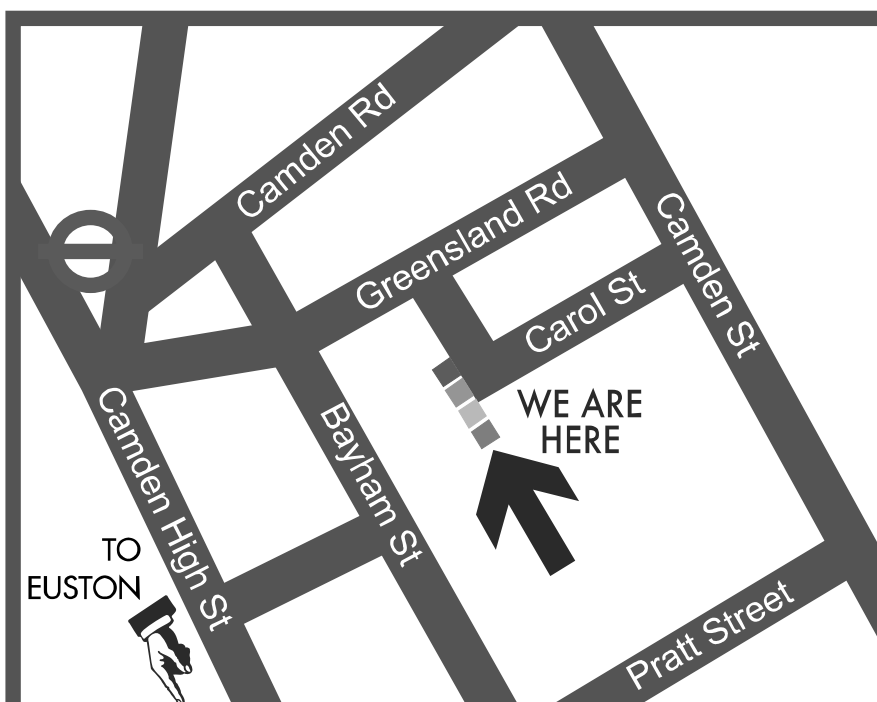 Camden Rd
Greensland Rd
Camden St
Carol St
WE ARE
HERE
Camden High St
Bayham St
TO
EUSTON
Pratt Street